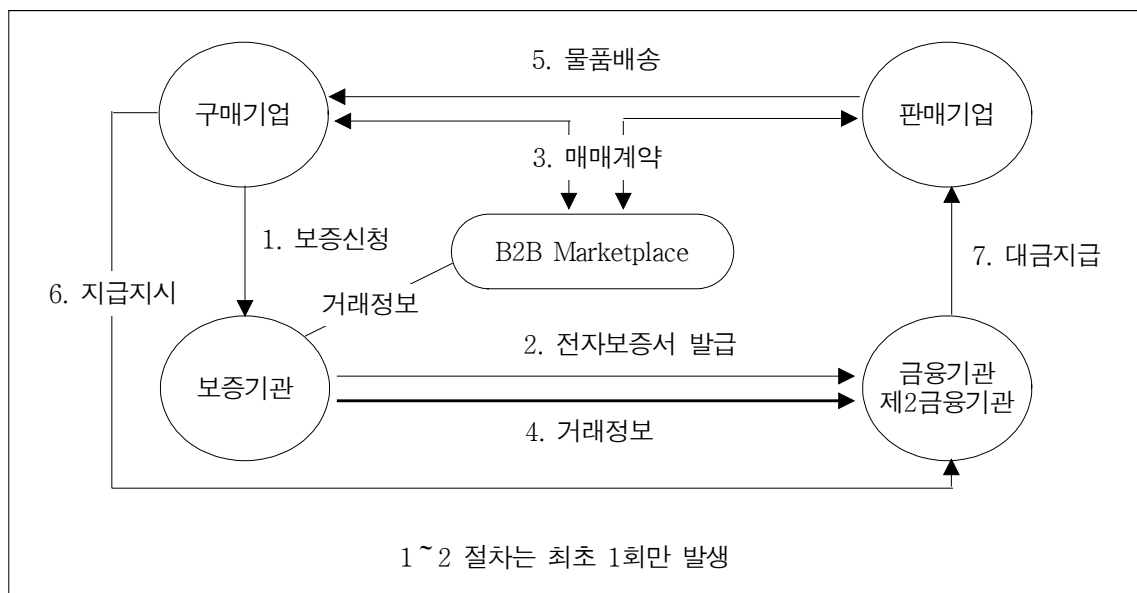 5. 물품배송
구매기업
판매기업
3. 매매계약
1. 보증신청
B2B Marketplace
7. 대금지급
6. 지급지시
거래정보
2. 전자보증서 발급
보증기관
금융기관
제2금융기관
4. 거래정보
1~2 절차는 최초 1회만 발생